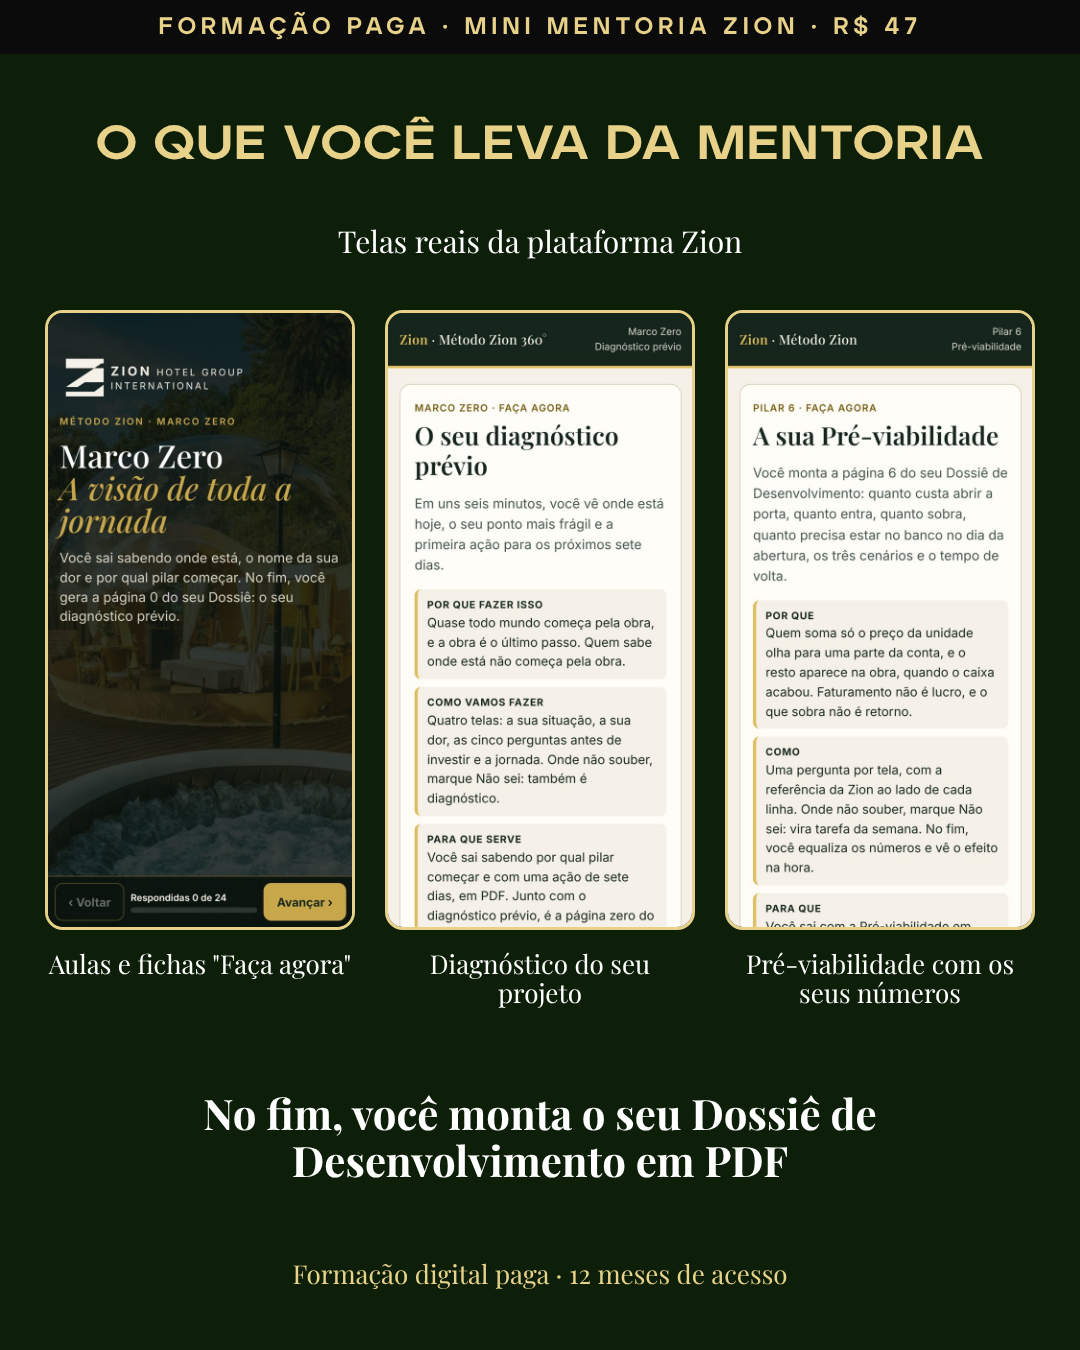 FORMAÇÃO PAGA · MINI MENTORIA ZION · R$ 47
O QUE VOCÊ LEVA DA MENTORIA
Telas reais da plataforma Zion
ZION HOTEL GROUP
INTERNATIONAL
MÉTODO ZION · MARCO ZERO
Marco Zero
A visão de toda a
jornada
Você sai sabendo onde está, o nome da sua
dor e por qual pilar começar. No fim, você
gera a página 0 do seu Dossiê: o seu
diagnóstico prévio.
‹ Voltar
Respondidas 0 de 24
Avançar ›
Aulas e fichas "Faça agora"
Zion · Método Zion 360°
Marco Zero
Diagnóstico prévio
MARCO ZERO · FAÇA AGORA
O seu diagnóstico
prévio
Em uns seis minutos, você vê onde está
hoje, o seu ponto mais frágil e a
primeira ação para os próximos sete
dias.
POR QUE FAZER ISSO
Quase todo mundo começa pela obra,
e a obra é o último passo. Quem sabe
onde está não começa pela obra.
COMO VAMOS FAZER
Quatro telas: a sua situação, a sua
dor, as cinco perguntas antes de
investir e a jornada. Onde não souber,
marque Não sei: também é
diagnóstico.
PARA QUE SERVE
Você sai sabendo por qual pilar
começar e com uma ação de sete
dias, em PDF. Junto com o
diagnóstico prévio, é a página zero do
Diagnóstico do seu
projeto
Zion · Método Zion
Pilar 6
Pré-viabilidade
PILAR 6 · FAÇA AGORA
A sua Pré-viabilidade
Você monta a página 6 do seu Dossiê de
Desenvolvimento: quanto custa abrir a
porta, quanto entra, quanto sobra,
quanto precisa estar no banco no dia da
abertura, os três cenários e o tempo de
volta.
POR QUE
Quem soma só o preço da unidade
olha para uma parte da conta, e o
resto aparece na obra, quando o caixa
acabou. Faturamento não é lucro, e o
que sobra não é retorno.
COMO
Uma pergunta por tela, com a
referência da Zion ao lado de cada
linha. Onde não souber, marque Não
sei: vira tarefa da semana. No fim,
você equaliza os números e vê o efeito
na hora.
PARA QUE
Você sai com a Pré-viabilidade em
Pré-viabilidade com os
seus números
No fim, você monta o seu Dossiê de
Desenvolvimento em PDF
Formação digital paga · 12 meses de acesso